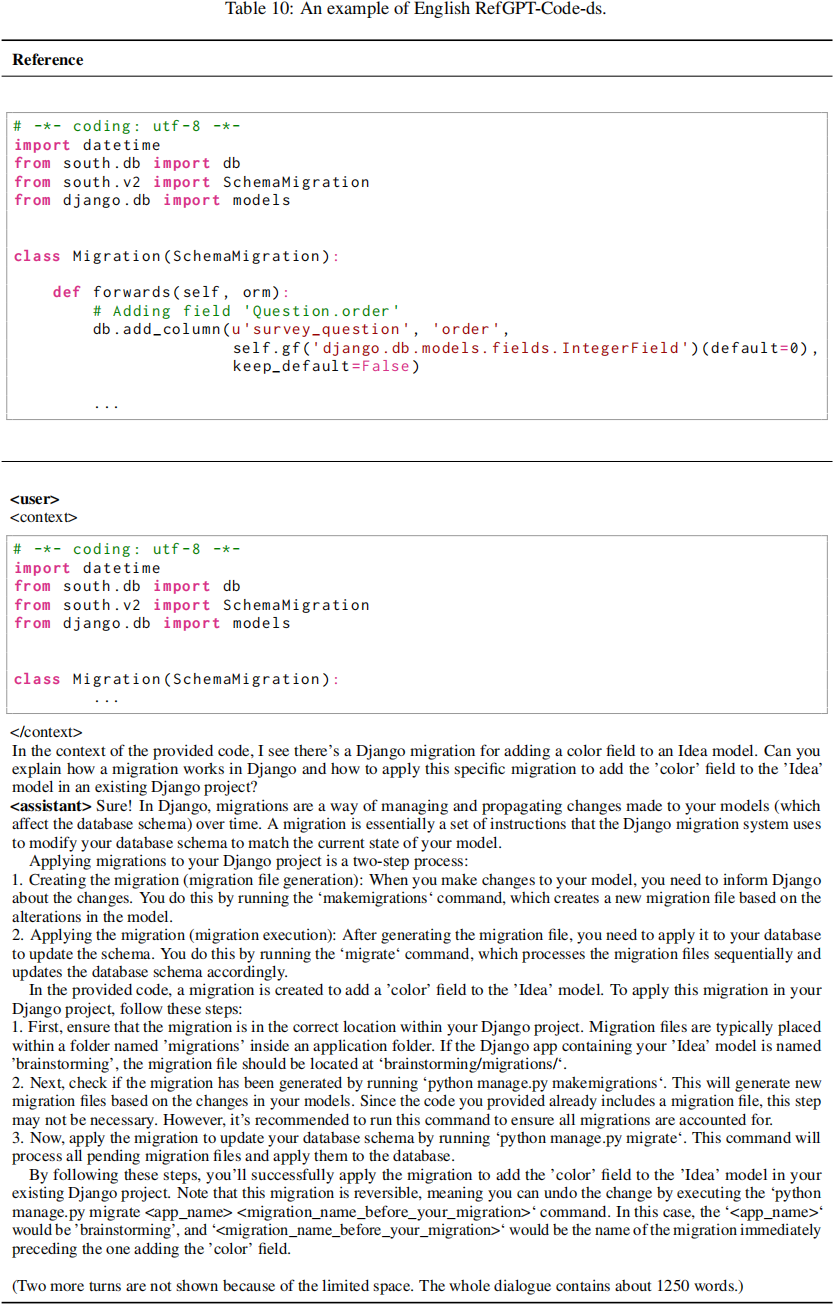 Table 10: An example of English RefGPT-Code-ds.
Reference
# -*- coding: utf-8 -*-
import datetime
from south.db import db
from south.v2 import SchemaMigration
from django.db import models
class Migration(SchemaMigration):
    def forwards(self, orm):
        # Adding field 'Question.order'
        db.add_column(u'survey_question', 'order',
                      self.gf('django.db.models.fields.IntegerField')(default=0),
                      keep_default=False)
        ...
<user>
<context>
# -*- coding: utf-8 -*-
import datetime
from south.db import db
from south.v2 import SchemaMigration
from django.db import models
class Migration(SchemaMigration):
        ...
</context>
In the context of the provided code, I see there's a Django migration for adding a color field to an Idea model. Can you
explain how a migration works in Django and how to apply this specific migration to add the 'color' field to the 'Idea'
model in an existing Django project?
<assistant> Sure! In Django, migrations are a way of managing and propagating changes made to your models (which
affect the database schema) over time. A migration is essentially a set of instructions that the Django migration system uses
to modify your database schema to match the current state of your model.
Applying migrations to your Django project is a two-step process:
1. Creating the migration (migration file generation): When you make changes to your model, you need to inform Django
about the changes. You do this by running the ‘makemigrations‘ command, which creates a new migration file based on the
alterations in the model.
2. Applying the migration (migration execution): After generating the migration file, you need to apply it to your database
to update the schema. You do this by running the ‘migrate‘ command, which processes the migration files sequentially and
updates the database schema accordingly.
In the provided code, a migration is created to add a 'color' field to the 'Idea' model. To apply this migration in your
Django project, follow these steps:
1. First, ensure that the migration is in the correct location within your Django project. Migration files are typically placed
within a folder named 'migrations' inside an application folder. If the Django app containing your 'Idea' model is named
'brainstorming', the migration file should be located at ‘brainstorming/migrations/‘.
2. Next, check if the migration has been generated by running ‘python manage.py makemigrations‘. This will generate new
migration files based on the changes in your models. Since the code you provided already includes a migration file, this step
may not be necessary. However, it's recommended to run this command to ensure all migrations are accounted for.
3. Now, apply the migration to update your database schema by running ‘python manage.py migrate‘. This command will
process all pending migration files and apply them to the database.
By following these steps, you'll successfully apply the migration to add the 'color' field to the 'Idea' model in your
existing Django project. Note that this migration is reversible, meaning you can undo the change by executing the ‘python
manage.py migrate <app_name> <migration_name_before_your_migration>‘ command. In this case, the ‘<app_name>‘
would be 'brainstorming', and ‘<migration_name_before_your_migration>‘ would be the name of the migration immediately
preceding the one adding the 'color' field.
(Two more turns are not shown because of the limited space. The whole dialogue contains about 1250 words.)